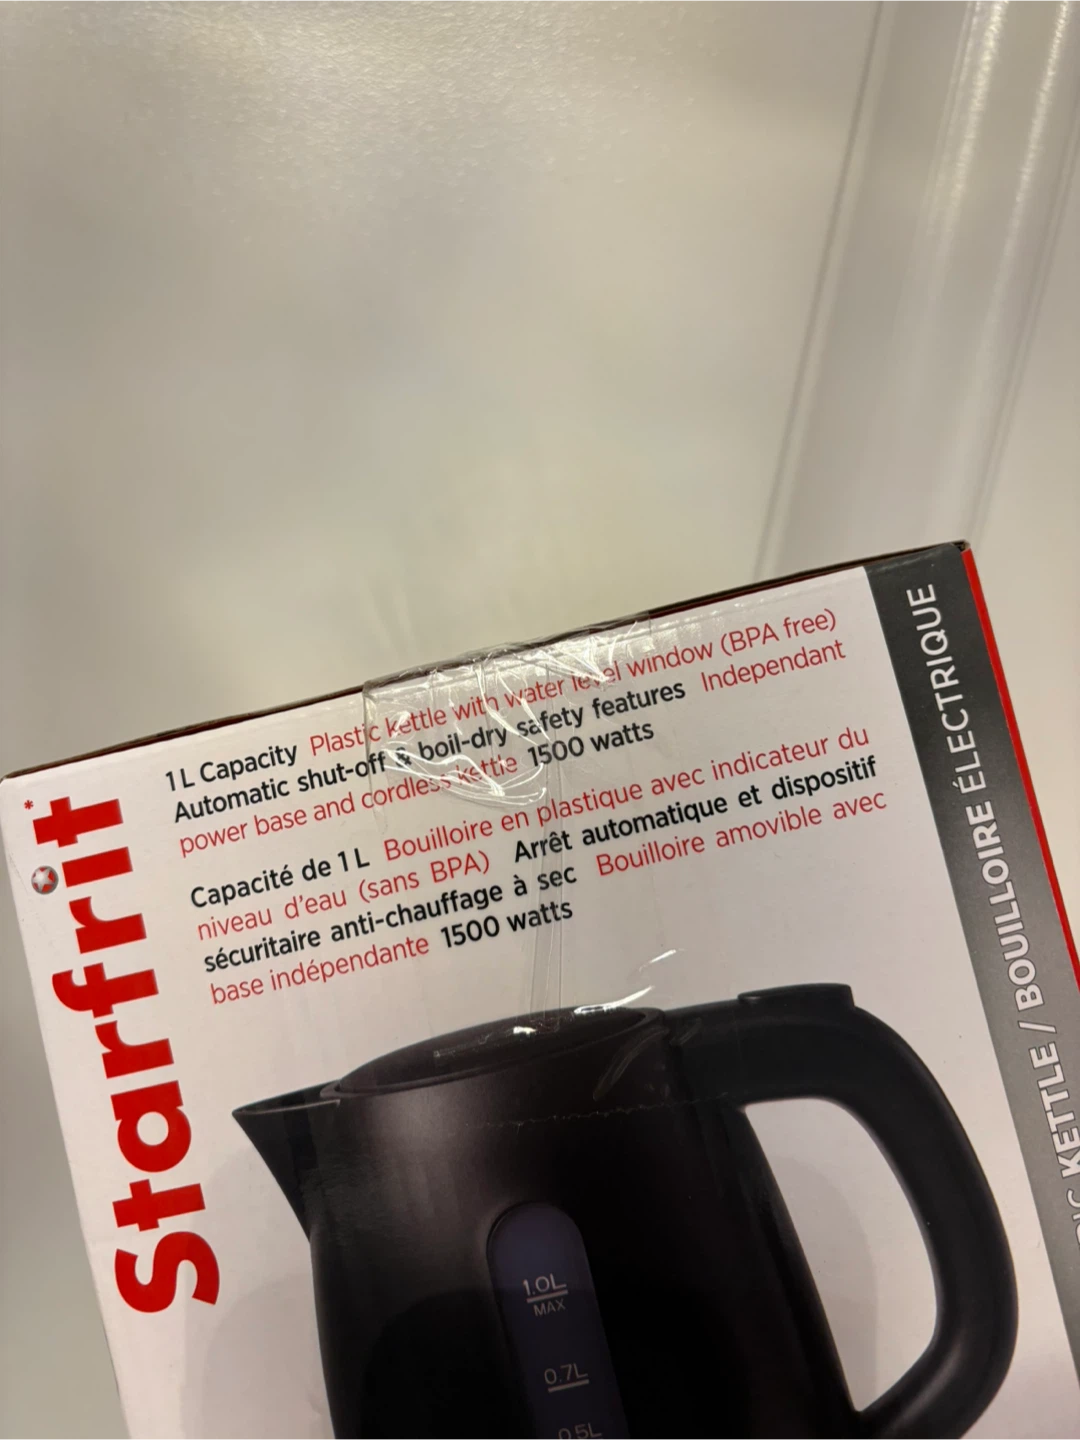 Starfrit*
1 L Capacity Plastic kettle with water level window (BPA free)
Automatic shut-off & boil-dry safety features Independant
power base and cordless kettle 1500 watts
Capacité de 1 L Bouilloire en plastique avec indicateur du
niveau d'eau (sans BPA) Arrêt automatique et dispositif
sécuritaire anti-chauffage à sec Bouilloire amovible avec
base indépendante 1500 watts
KETTLE / BOUILLOIRE ÉLECTRIQUE
1.0L
MAX
0.7L
0.5L